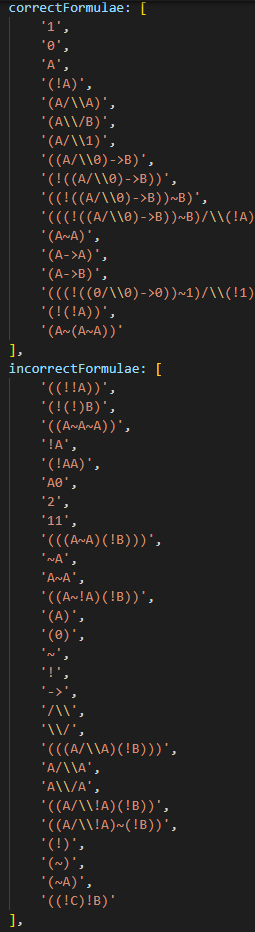 correctFormulae: [
'1',
'0',
'A',
'(!A)',
'(A/\\A)',
'(A\\/B)',
'(A/\\1)',
'((A/\\0)->B)',
'(!((A/\\0)->B))',
'((!((A/\\0)->B))~B)',
'(((!((A/\\0)->B))~B)/\\(!A)
'(A~A)',
'(A->A)',
'(A->B)',
'(((!((0/\\0)->0))~1)/\\(!1)
'(!(!A))',
'(A~(A~A))'
],
incorrectFormulae: [
'((!!A))',
'(!(!)B)',
'((A~A~A))',
'!A',
'(!AA)',
'A0',
'2',
'11',
'(((A~A)(!B)))',
'~A',
'A~A',
'((A~!A)(!B))',
'(A)',
'(0)',
'~',
'!',
'->',
'/\\',
'\\/',
'(((A/\\A)(!B)))',
'A/\\A',
'A\\/A',
'((A/\\!A)(!B))',
'((A/\\!A)~(!B))',
'(!)',
'(~)',
'(~A)',
'((!C)!B)'
],